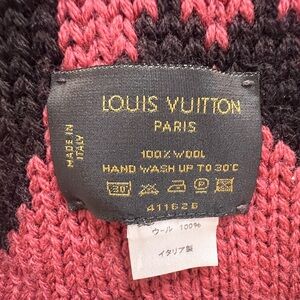 LOUIS VUITTON
PARIS
MADE IN
ITALY
100% WOOL
HAND WASH UP TO 30°C
30
P
411626
ウール 100%
イタリア製